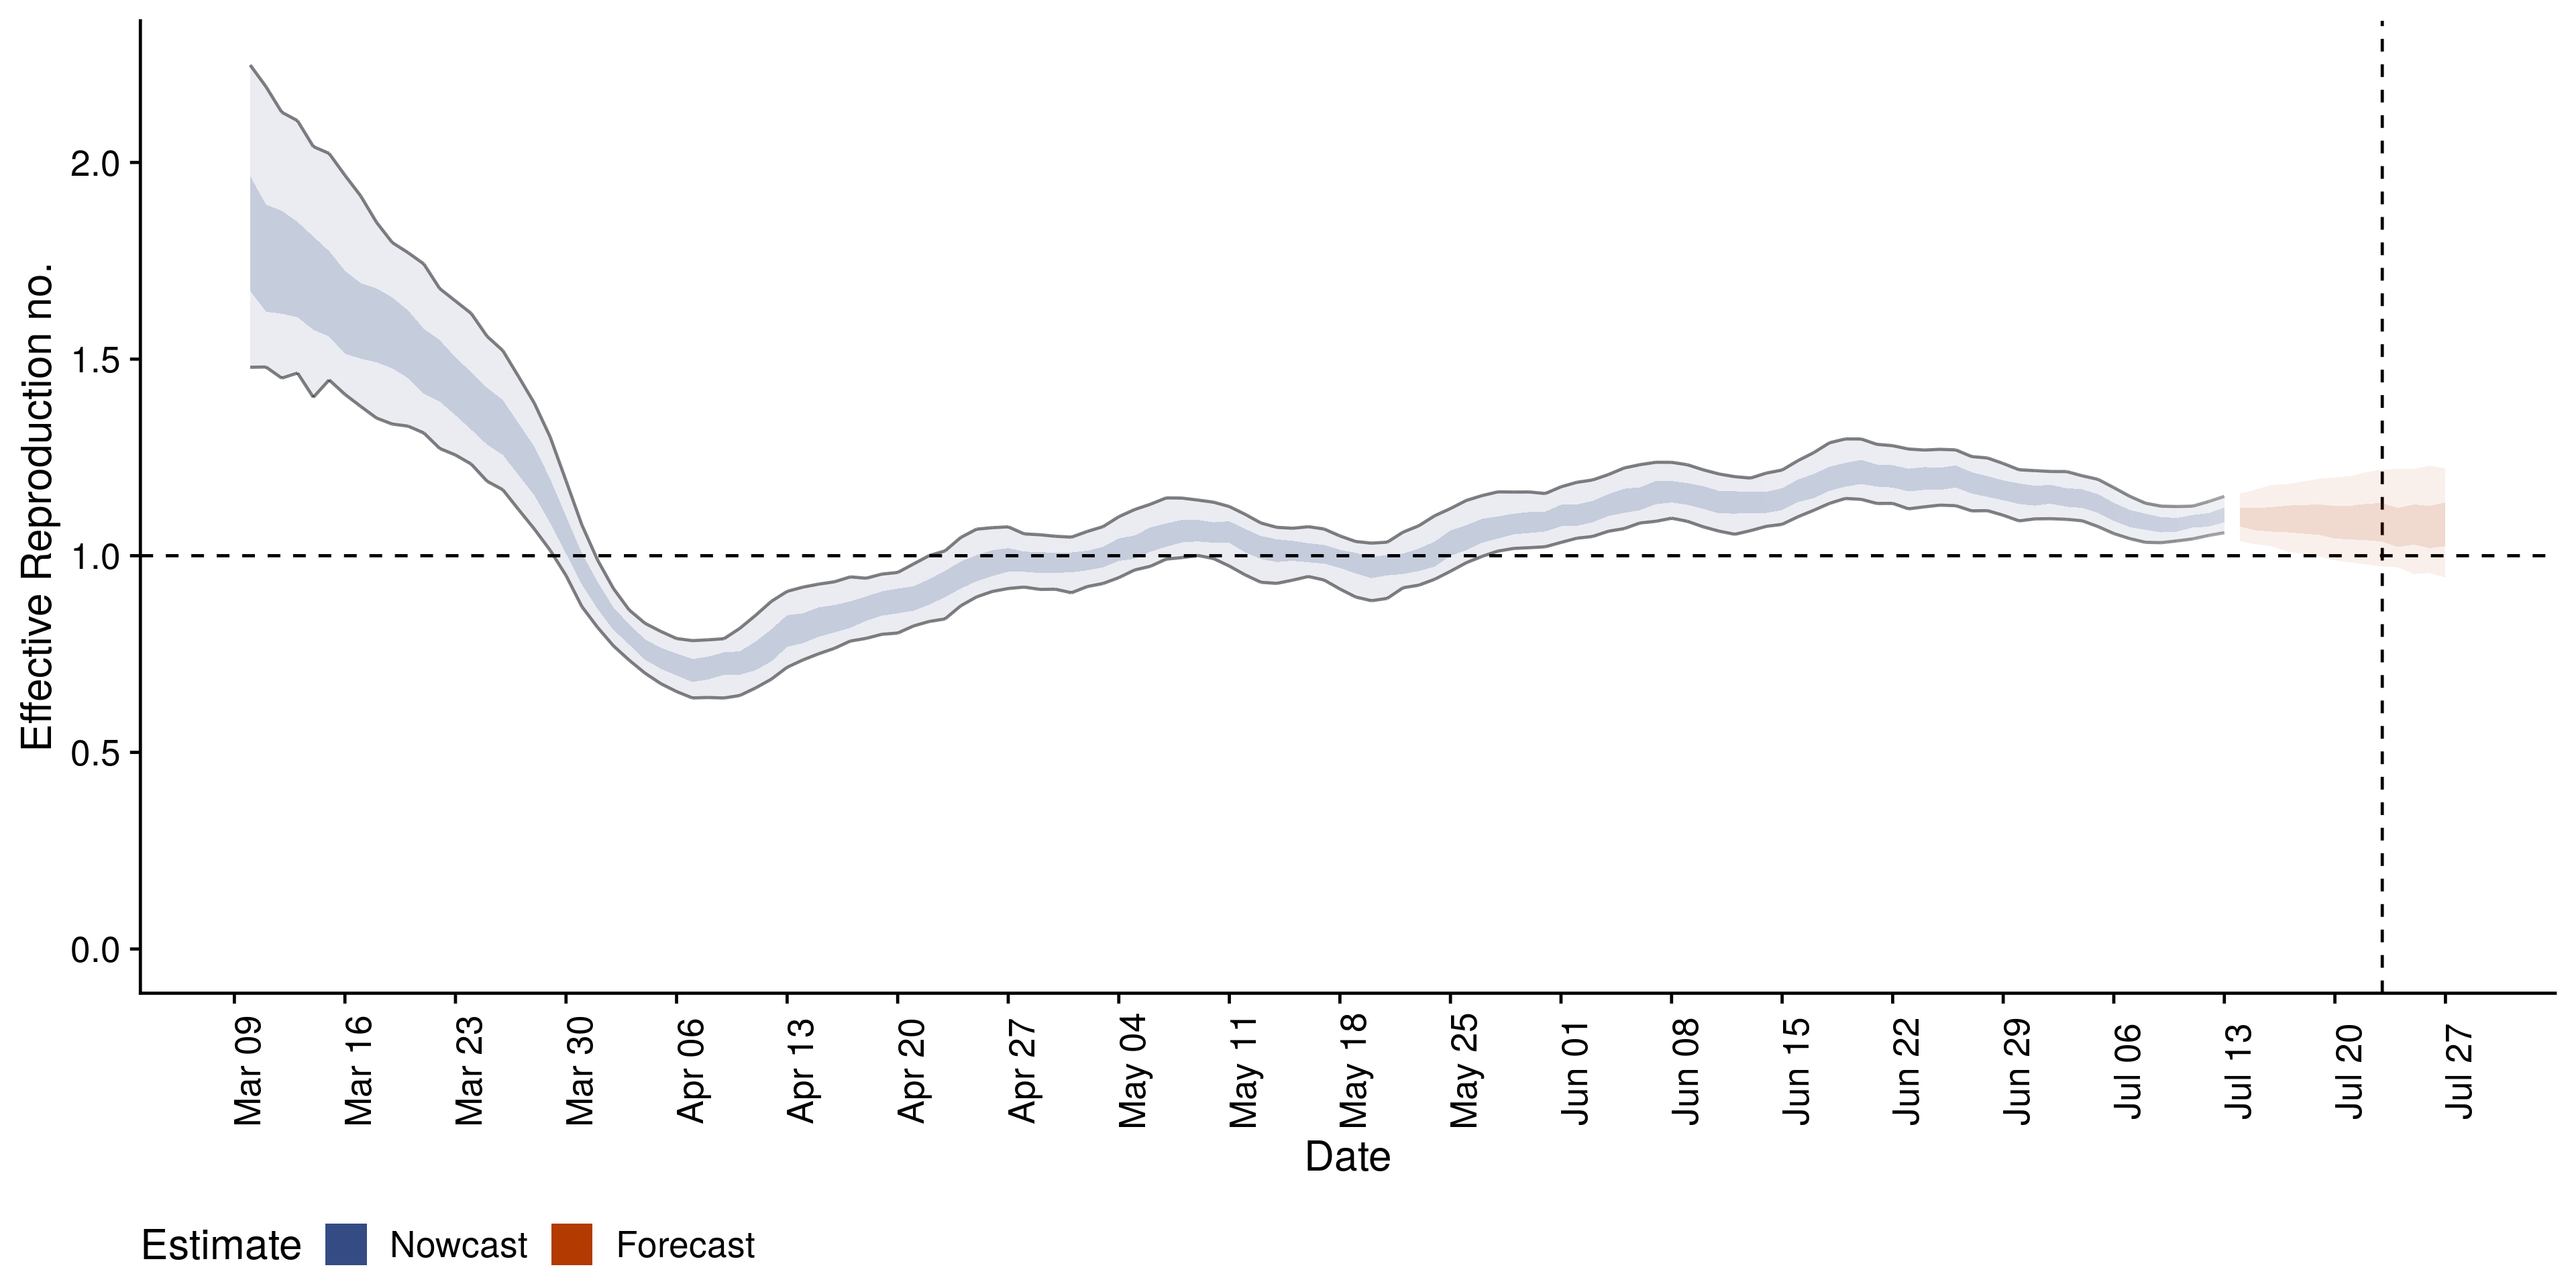 Effective Reproduction no.
2.0
1.5
1.0
0.5
0.0
Mar 09
Mar 16
Mar 23
Mar 30
Apr 06
Apr 13
Apr 20
Apr 27
May 04
May 11
May 18
May 25
Jun 01
Jun 08
Jun 15
Jun 22
Jun 29
Jul 06
Jul 13
Jul 20
Jul 27
Date
Estimate Nowcast Forecast